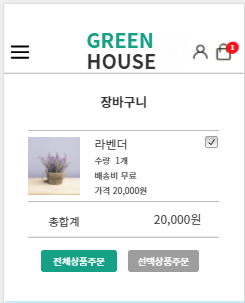 GREEN
HOUSE
1
장바구니
라벤더
수량 1개
배송비 무료
가격 20,000원
총합계 20,000원
전체상품주문 선택상품주문